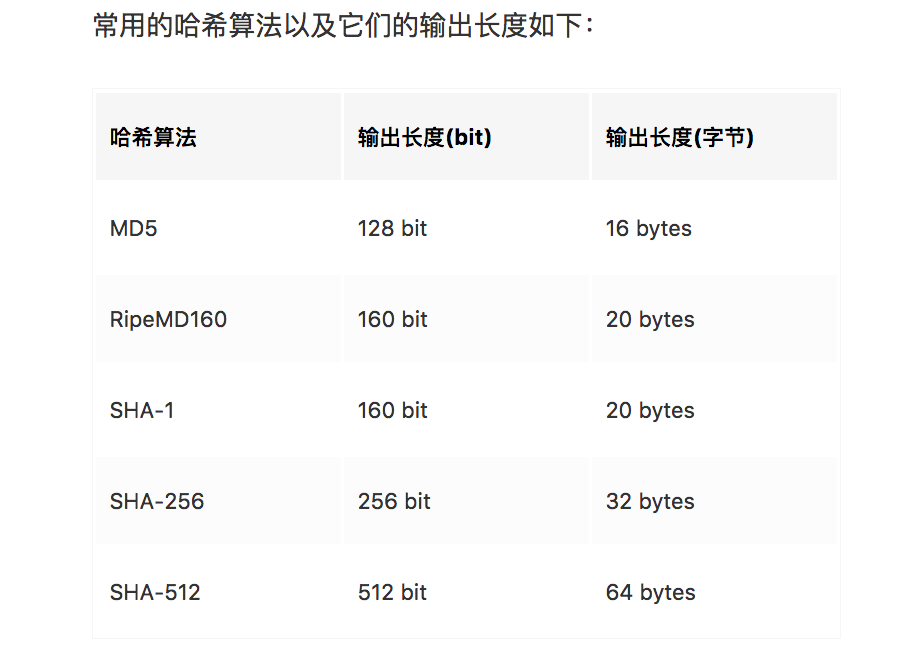 常用的哈希算法以及它们的输出长度如下：
哈希算法 输出长度(bit) 输出长度(字节)
MD5 128 bit 16 bytes
RipeMD160 160 bit 20 bytes
SHA-1 160 bit 20 bytes
SHA-256 256 bit 32 bytes
SHA-512 512 bit 64 bytes